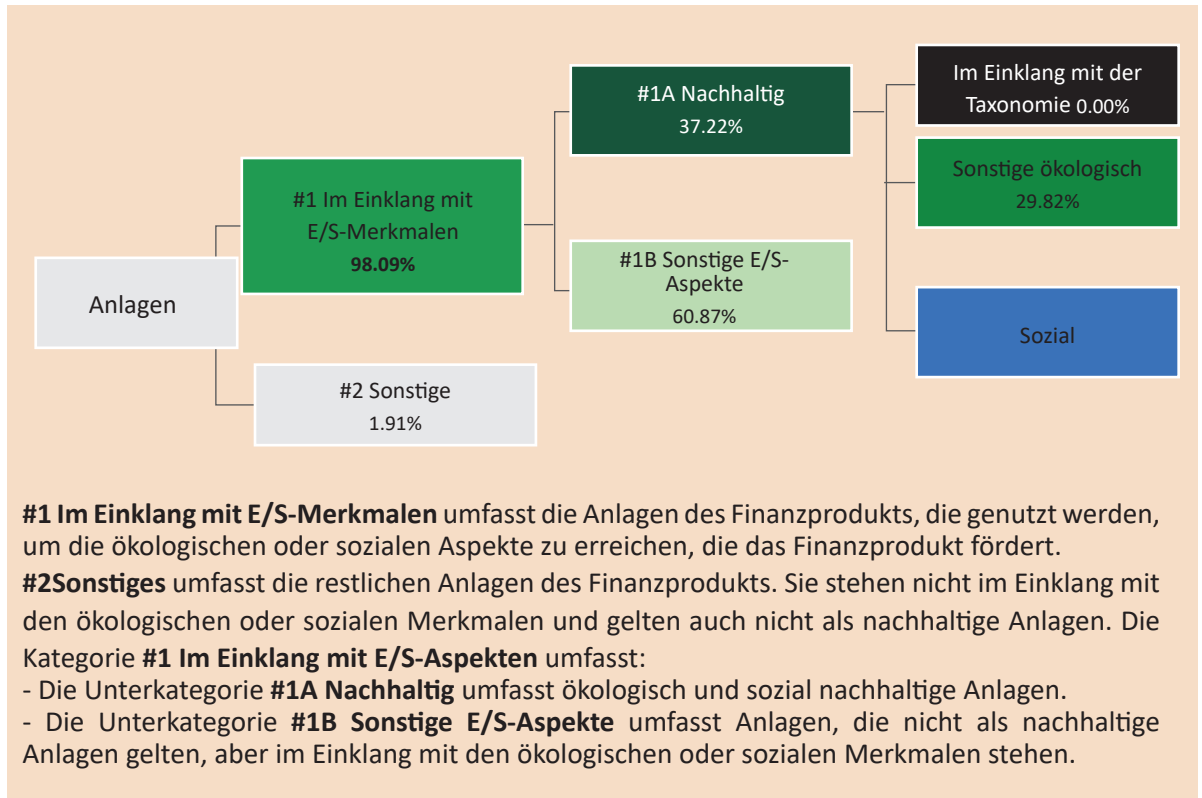 Anlagen
#1 Im Einklang mit
E/S-Merkmalen
98.09%
#2 Sonstige
1.91%
#1A Nachhaltig
37.22%
#1B Sonstige E/S-
Aspekte
60.87%
Im Einklang mit der
Taxonomie 0.00%
Sonstige ökologisch
29.82%
Sozial
#1 Im Einklang mit E/S-Merkmalen umfasst die Anlagen des Finanzprodukts, die genutzt werden,
um die ökologischen oder sozialen Aspekte zu erreichen, die das Finanzprodukt fördert.
#2Sonstiges umfasst die restlichen Anlagen des Finanzprodukts. Sie stehen nicht im Einklang mit
den ökologischen oder sozialen Merkmalen und gelten auch nicht als nachhaltige Anlagen. Die
Kategorie #1 Im Einklang mit E/S-Aspekten umfasst:
- Die Unterkategorie #1A Nachhaltig umfasst ökologisch und sozial nachhaltige Anlagen.
- Die Unterkategorie #1B Sonstige E/S-Aspekte umfasst Anlagen, die nicht als nachhaltige
Anlagen gelten, aber im Einklang mit den ökologischen oder sozialen Merkmalen stehen.